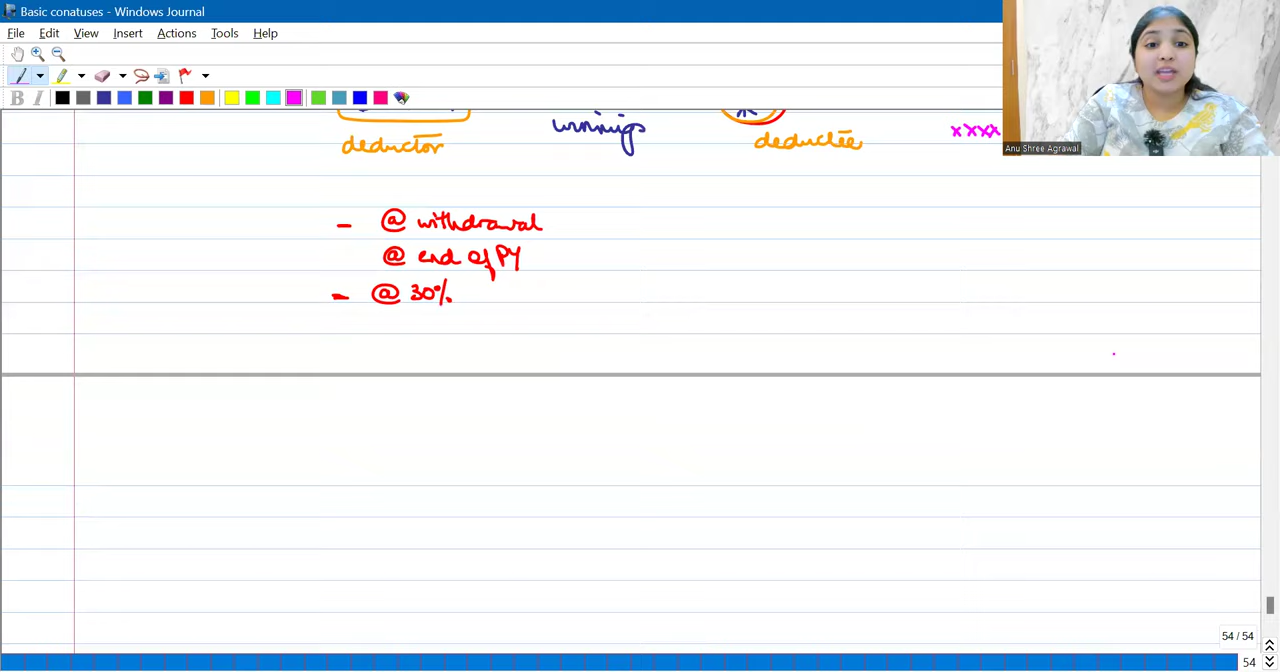 Basic conatuses - Windows Journal
File Edit View Insert Actions Tools Help
B I
winnings
deductor
deductee
xxxx
Anu Shree Agrawal
- @ withdrawal
@ end of PY
- @ 30%
54 / 54
54